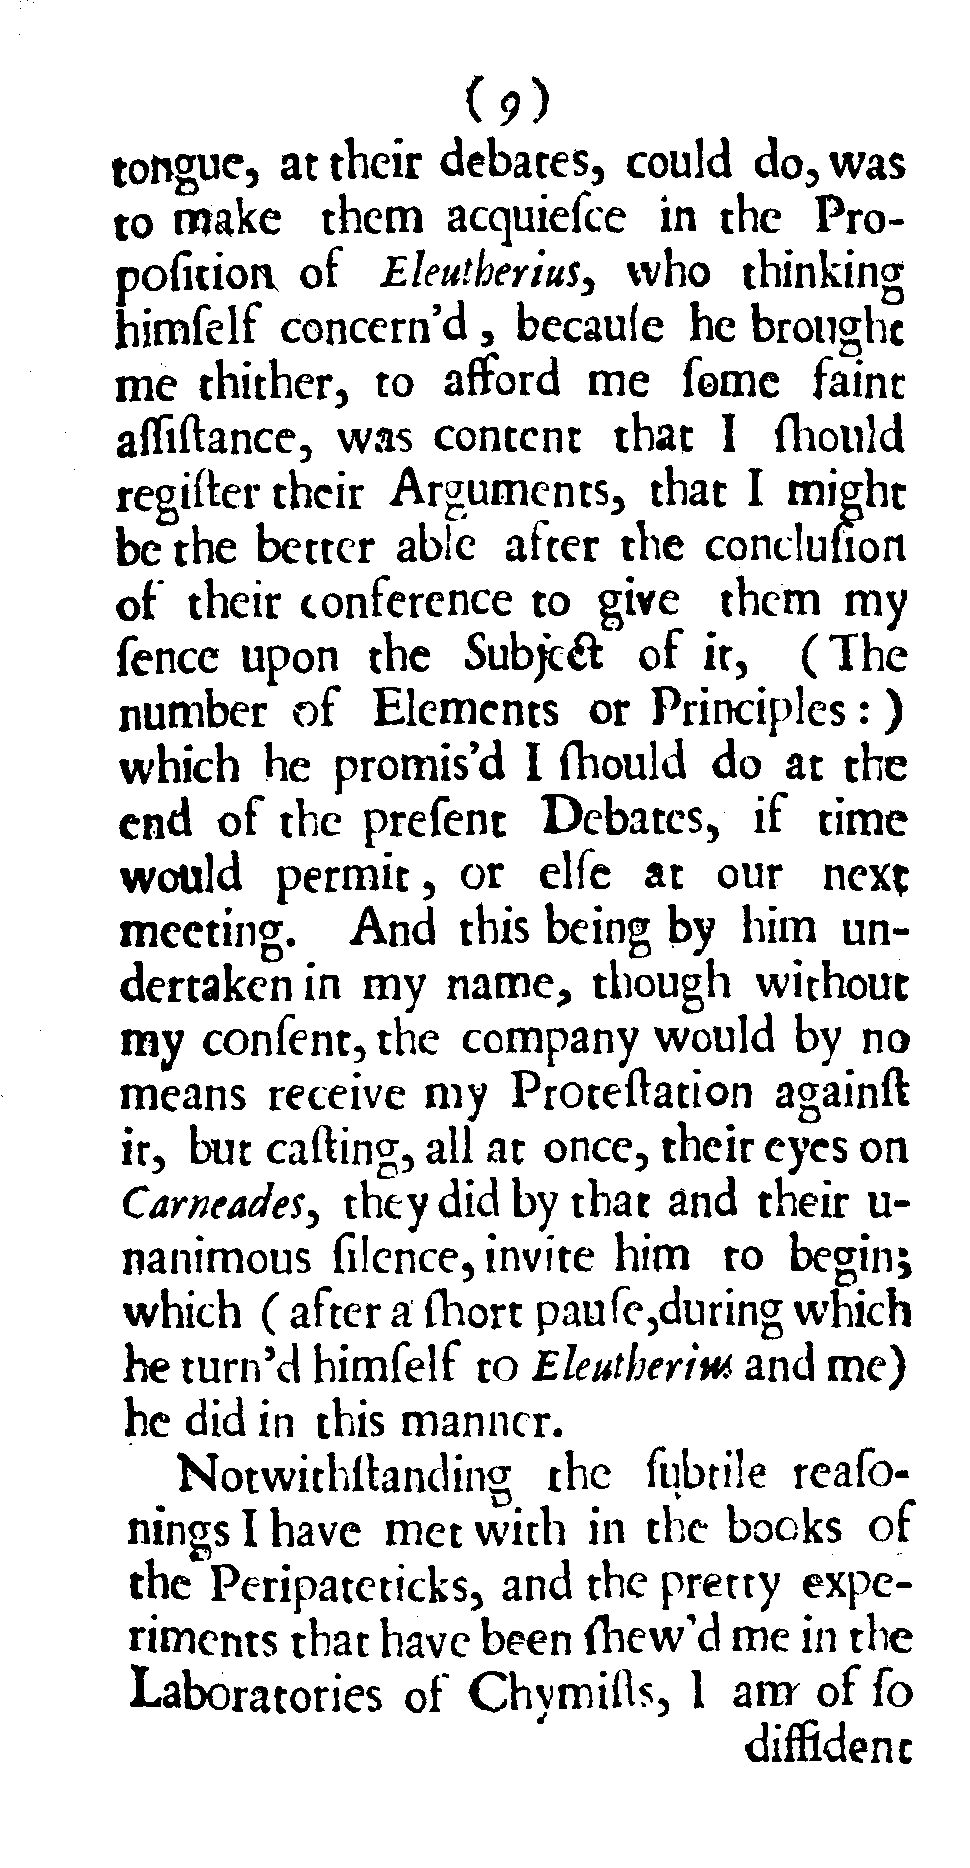 (9)
tongue, at their debates, could do, was
to make them acquieſce in the Pro-
poſition of Eleutherius, who thinking
himſelf concern'd, becauſe he brought
me thither, to afford me ſome faint
aſſiſtance, was content that I ſhould
regiſter their Arguments, that I might
be the better able after the concluſion
of their conference to give them my
ſence upon the Subject of it, (The
number of Elements or Principles:)
which he promis'd I ſhould do at the
end of the preſent Debates, if time
would permit, or elſe at our next
meeting. And this being by him un-
dertaken in my name, though without
my conſent, the company would by no
means receive my Proteſtation againſt
it, but caſting, all at once, their eyes on
Carneades, they did by that and their u-
nanimous ſilence, invite him to begin;
which (after a ſhort pauſe, during which
he turn'd himſelf to Eleutherius and me)
he did in this manner.
Notwithſtanding the ſubtile reaſo-
nings I have met with in the books of
the Peripateticks, and the pretty expe-
riments that have been ſhew'd me in the
Laboratories of Chymiſts, I am of ſo
diffident